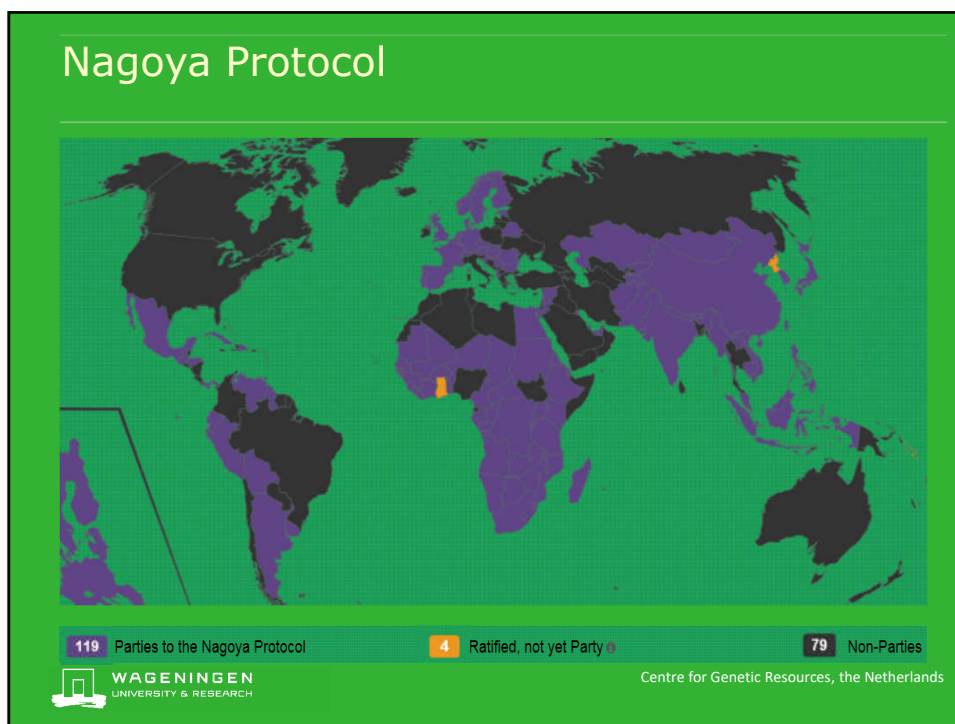 Nagoya Protocol
119 Parties to the Nagoya Protocol
4 Ratified, not yet Party
79 Non-Parties
WAGENINGEN
UNIVERSITY & RESEARCH
Centre for Genetic Resources, the Netherlands